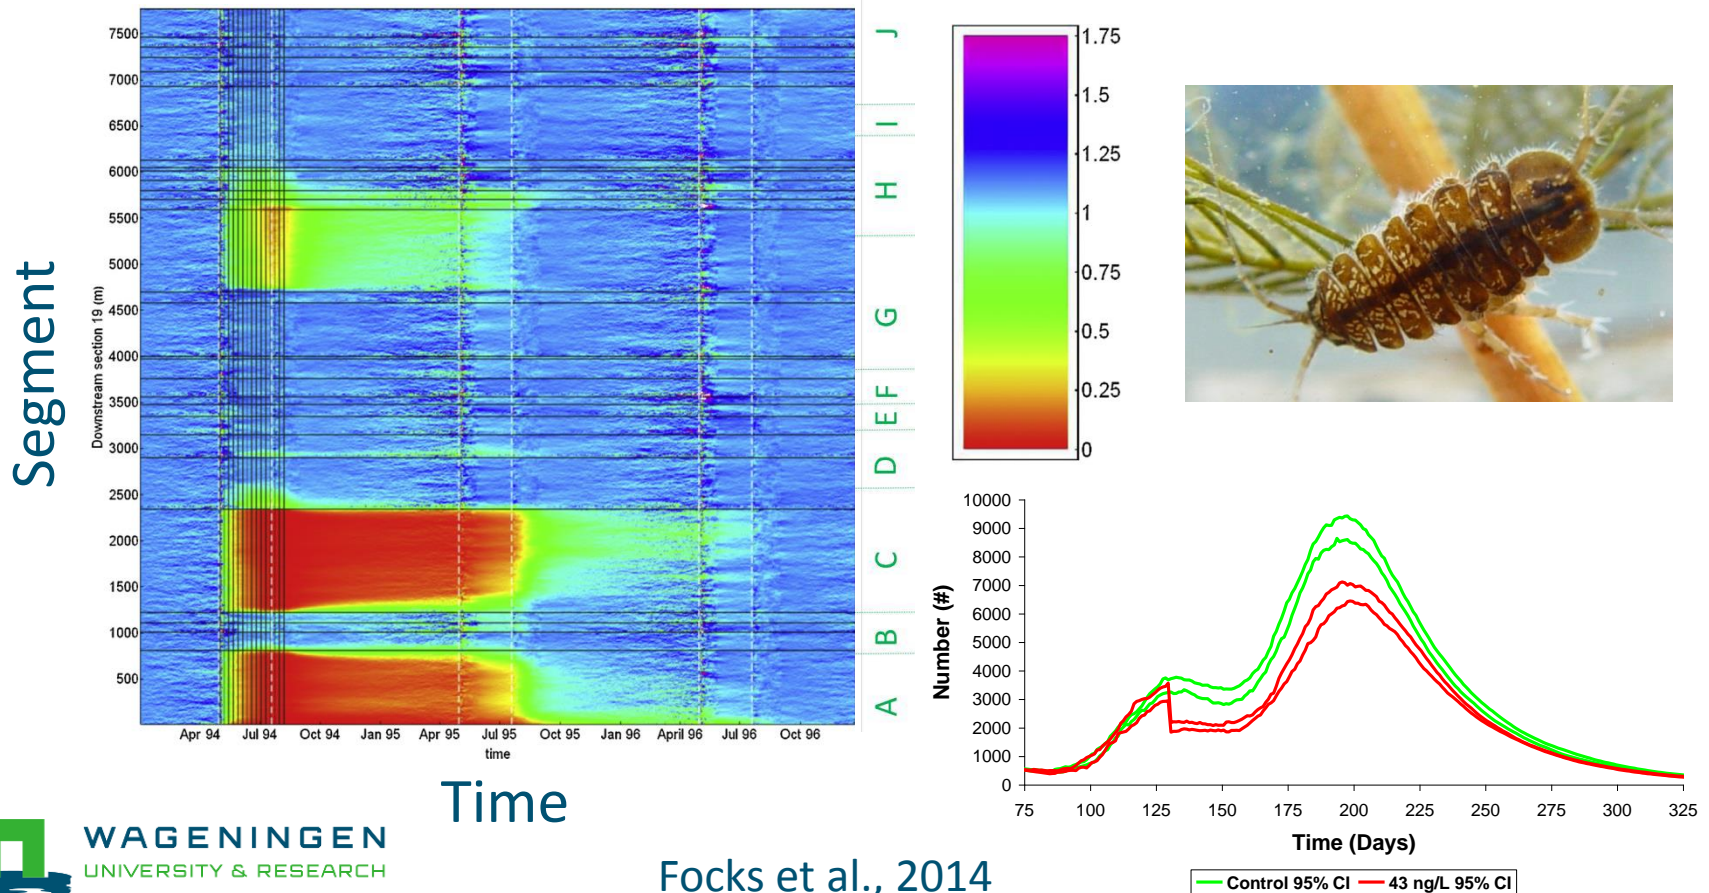 Segment
Downstream section 19 (m)
7500
7000
6500
6000
5500
5000
4500
4000
3500
3000
2500
2000
1500
1000
500
Apr 94 Jul 94 Oct 94 Jan 95 Apr 95 Jul 95 Oct 95 Jan 96 April 96 Jul 96 Oct 96
time
Time
J
I
H
G
F
E
D
C
B
A
1.75
1.5
1.25
1
0.75
0.5
0.25
0
Number (#)
10000
9000
8000
7000
6000
5000
4000
3000
2000
1000
0
75 100 125 150 175 200 225 250 275 300 325
Time (Days)
Control 95% CI 43 ng/L 95% CI
WAGENINGEN
UNIVERSITY & RESEARCH
Focks et al., 2014